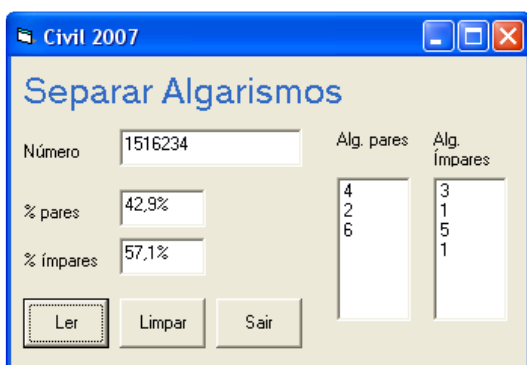 Civil 2007
Separar Algarismos
Número
1516234
% pares
42,9%
% ímpares
57,1%
Alg. pares
4
2
6
Alg.
Ímpares
3
1
5
1
Ler
Limpar
Sair